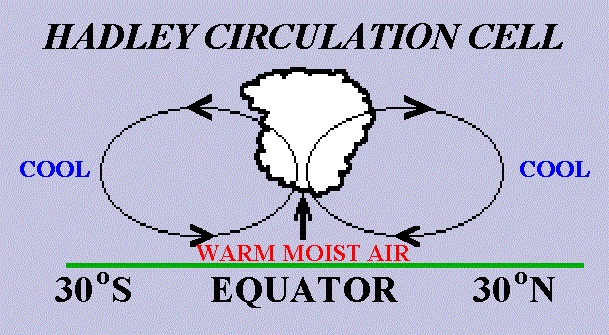 HADLEY CIRCULATION CELL
COOL
COOL
WARM MOIST AIR
30°S EQUATOR 30°N